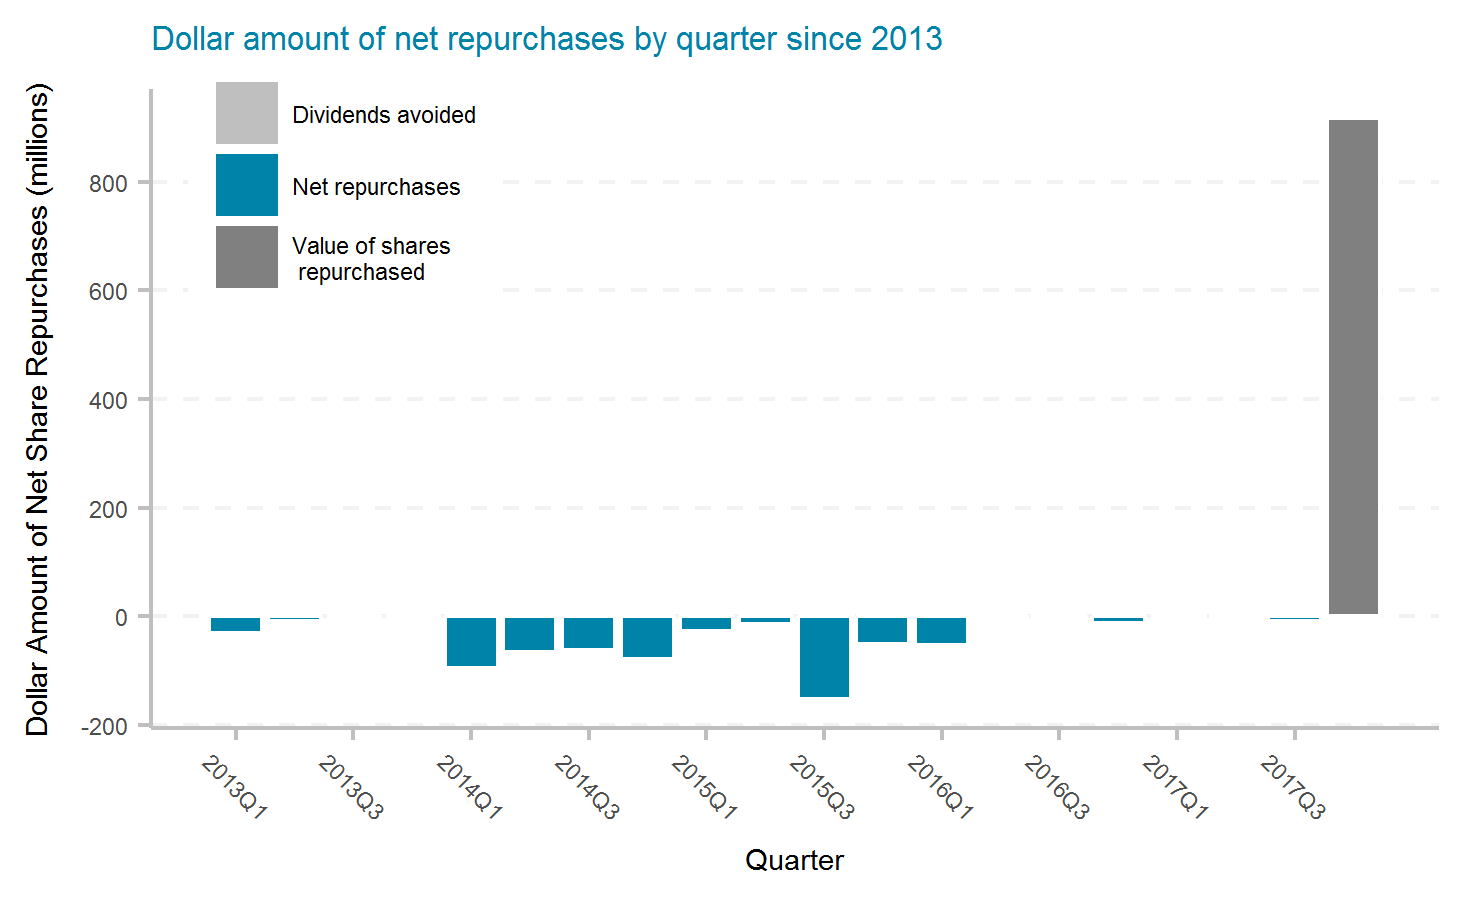 Dollar amount of net repurchases by quarter since 2013
Dollar Amount of Net Share Repurchases (millions)
Dividends avoided
Net repurchases
Value of shares
repurchased
800
600
400
200
0
-200
2013Q1
2013Q3
2014Q1
2014Q3
2015Q1
2015Q3
2016Q1
2016Q3
2017Q1
2017Q3
Quarter